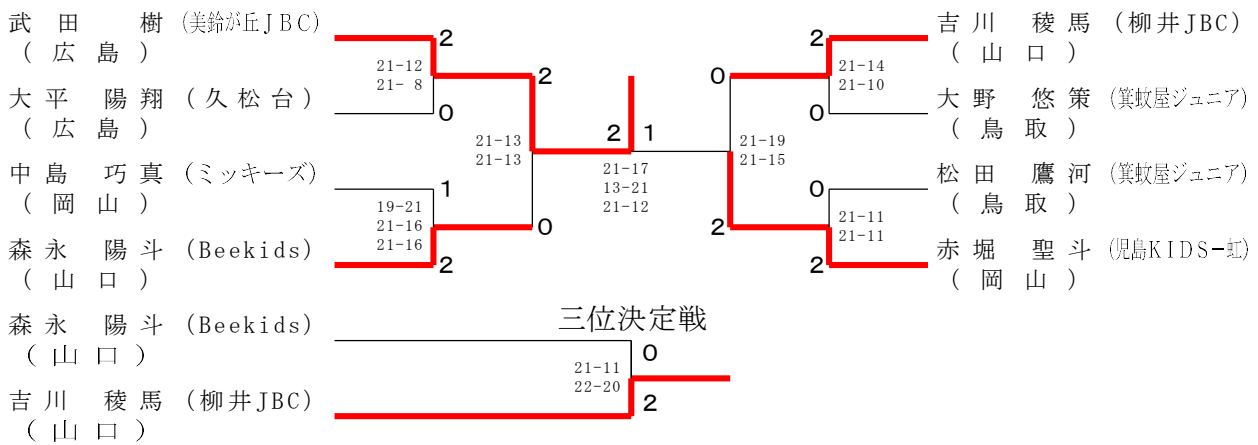 武田 樹 (美鈴が丘JBC)
(広島)
大平 陽翔 (久松台)
(広島)
中島 巧真 (ミッキーズ)
(岡山)
森永 陽斗 (Beekids)
(山口)
2
21-12
21- 8
0
1
19-21
21-16
21-16
2
2
21-13
21-13
0
2 1
21-17
13-21
21-12
0
21-19
21-15
2
2
21-14
21-10
0
0
21-11
21-11
2
吉川 稜馬 (柳井JBC)
(山口)
大野 悠策 (箕蚊屋ジュニア)
(鳥取)
松田 鷹河 (箕蚊屋ジュニア)
(鳥取)
赤堀 聖斗 (児島KIDS-虹)
(岡山)
三位決定戦
森永 陽斗 (Beekids)
(山口)
吉川 稜馬 (柳井JBC)
(山口)
0
21-11
22-20
2